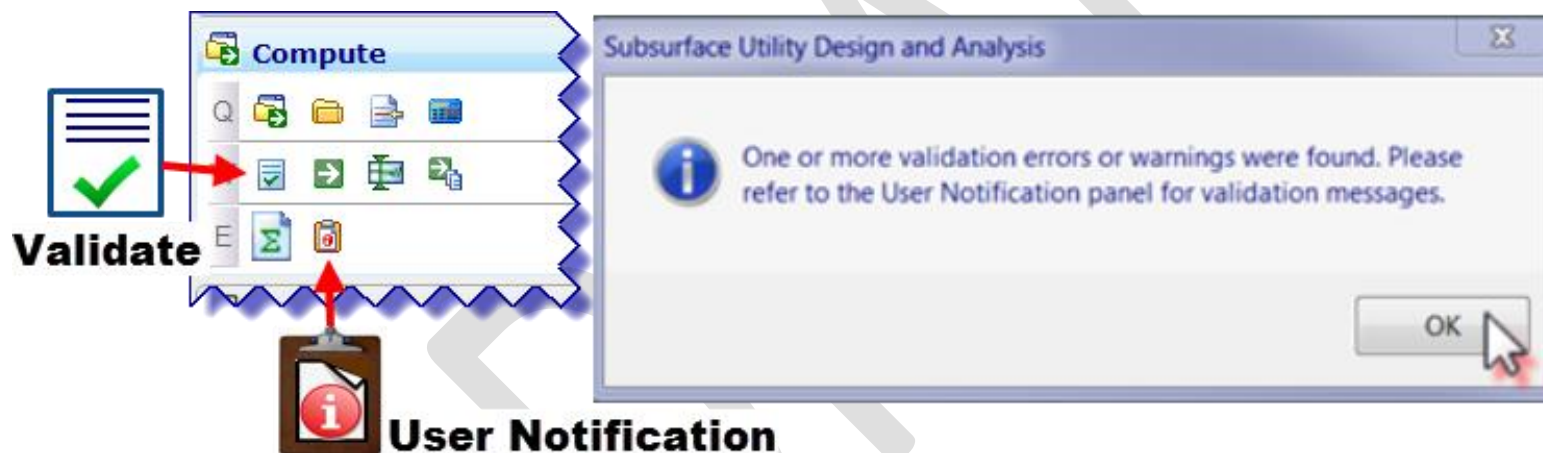 Compute
Q
E
Validate
User Notification
Subsurface Utility Design and Analysis
One or more validation errors or warnings were found. Please
refer to the User Notification panel for validation messages.
OK